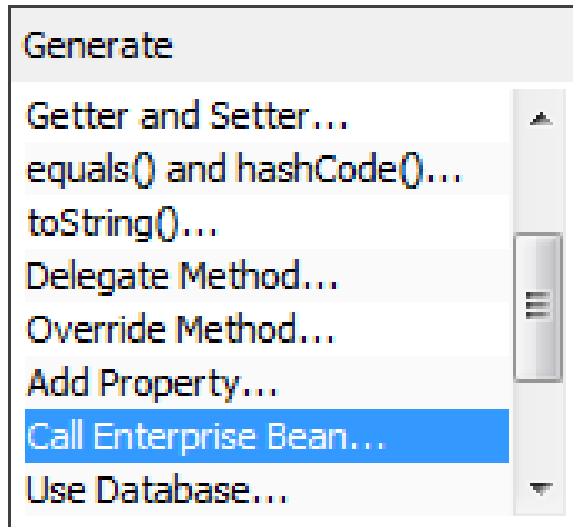 Generate
Getter and Setter...
equals() and hashCode()...
toString()...
Delegate Method...
Override Method...
Add Property...
Call Enterprise Bean...
Use Database...